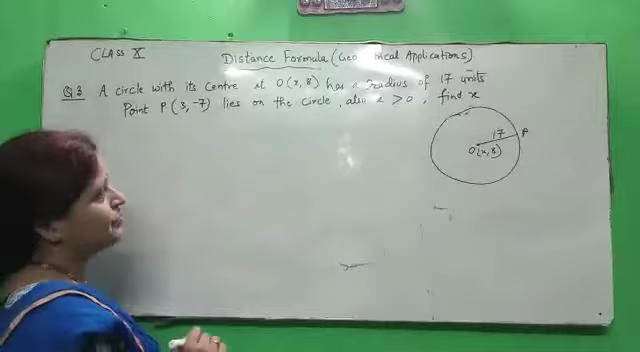 CLASS X
Distance Formula (Geo ical Applications)
Q3 A circle with its Centre at O(x, 8) has a radius of 17 units
Point P(3, -7) lies on the circle, also x > 0, find x
17
P
O(x, 8)